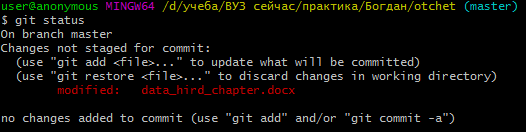 user@anonymous MINGW64 /d/учеба/ВУЗ сейчас/практика/Богдан/otchet (master)
$ git status
On branch master
Changes not staged for commit:
  (use "git add <file>..." to update what will be committed)
  (use "git restore <file>..." to discard changes in working directory)
        modified:   data_hird_chapter.docx

no changes added to commit (use "git add" and/or "git commit -a")